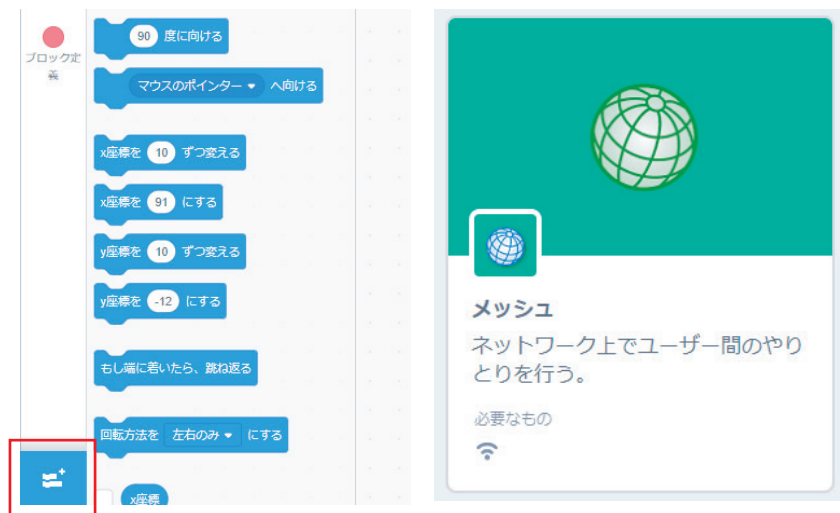 ブロック定
義
90 度に向ける
マウスのポインター へ向ける
x座標を 10 ずつ変える
x座標を 91 にする
y座標を 10 ずつ変える
y座標を -12 にする
もし端に着いたら、跳ね返る
回転方法を 左右のみ にする
x座標
メッシュ
ネットワーク上でユーザー間のやり
とりを行う。
必要なもの